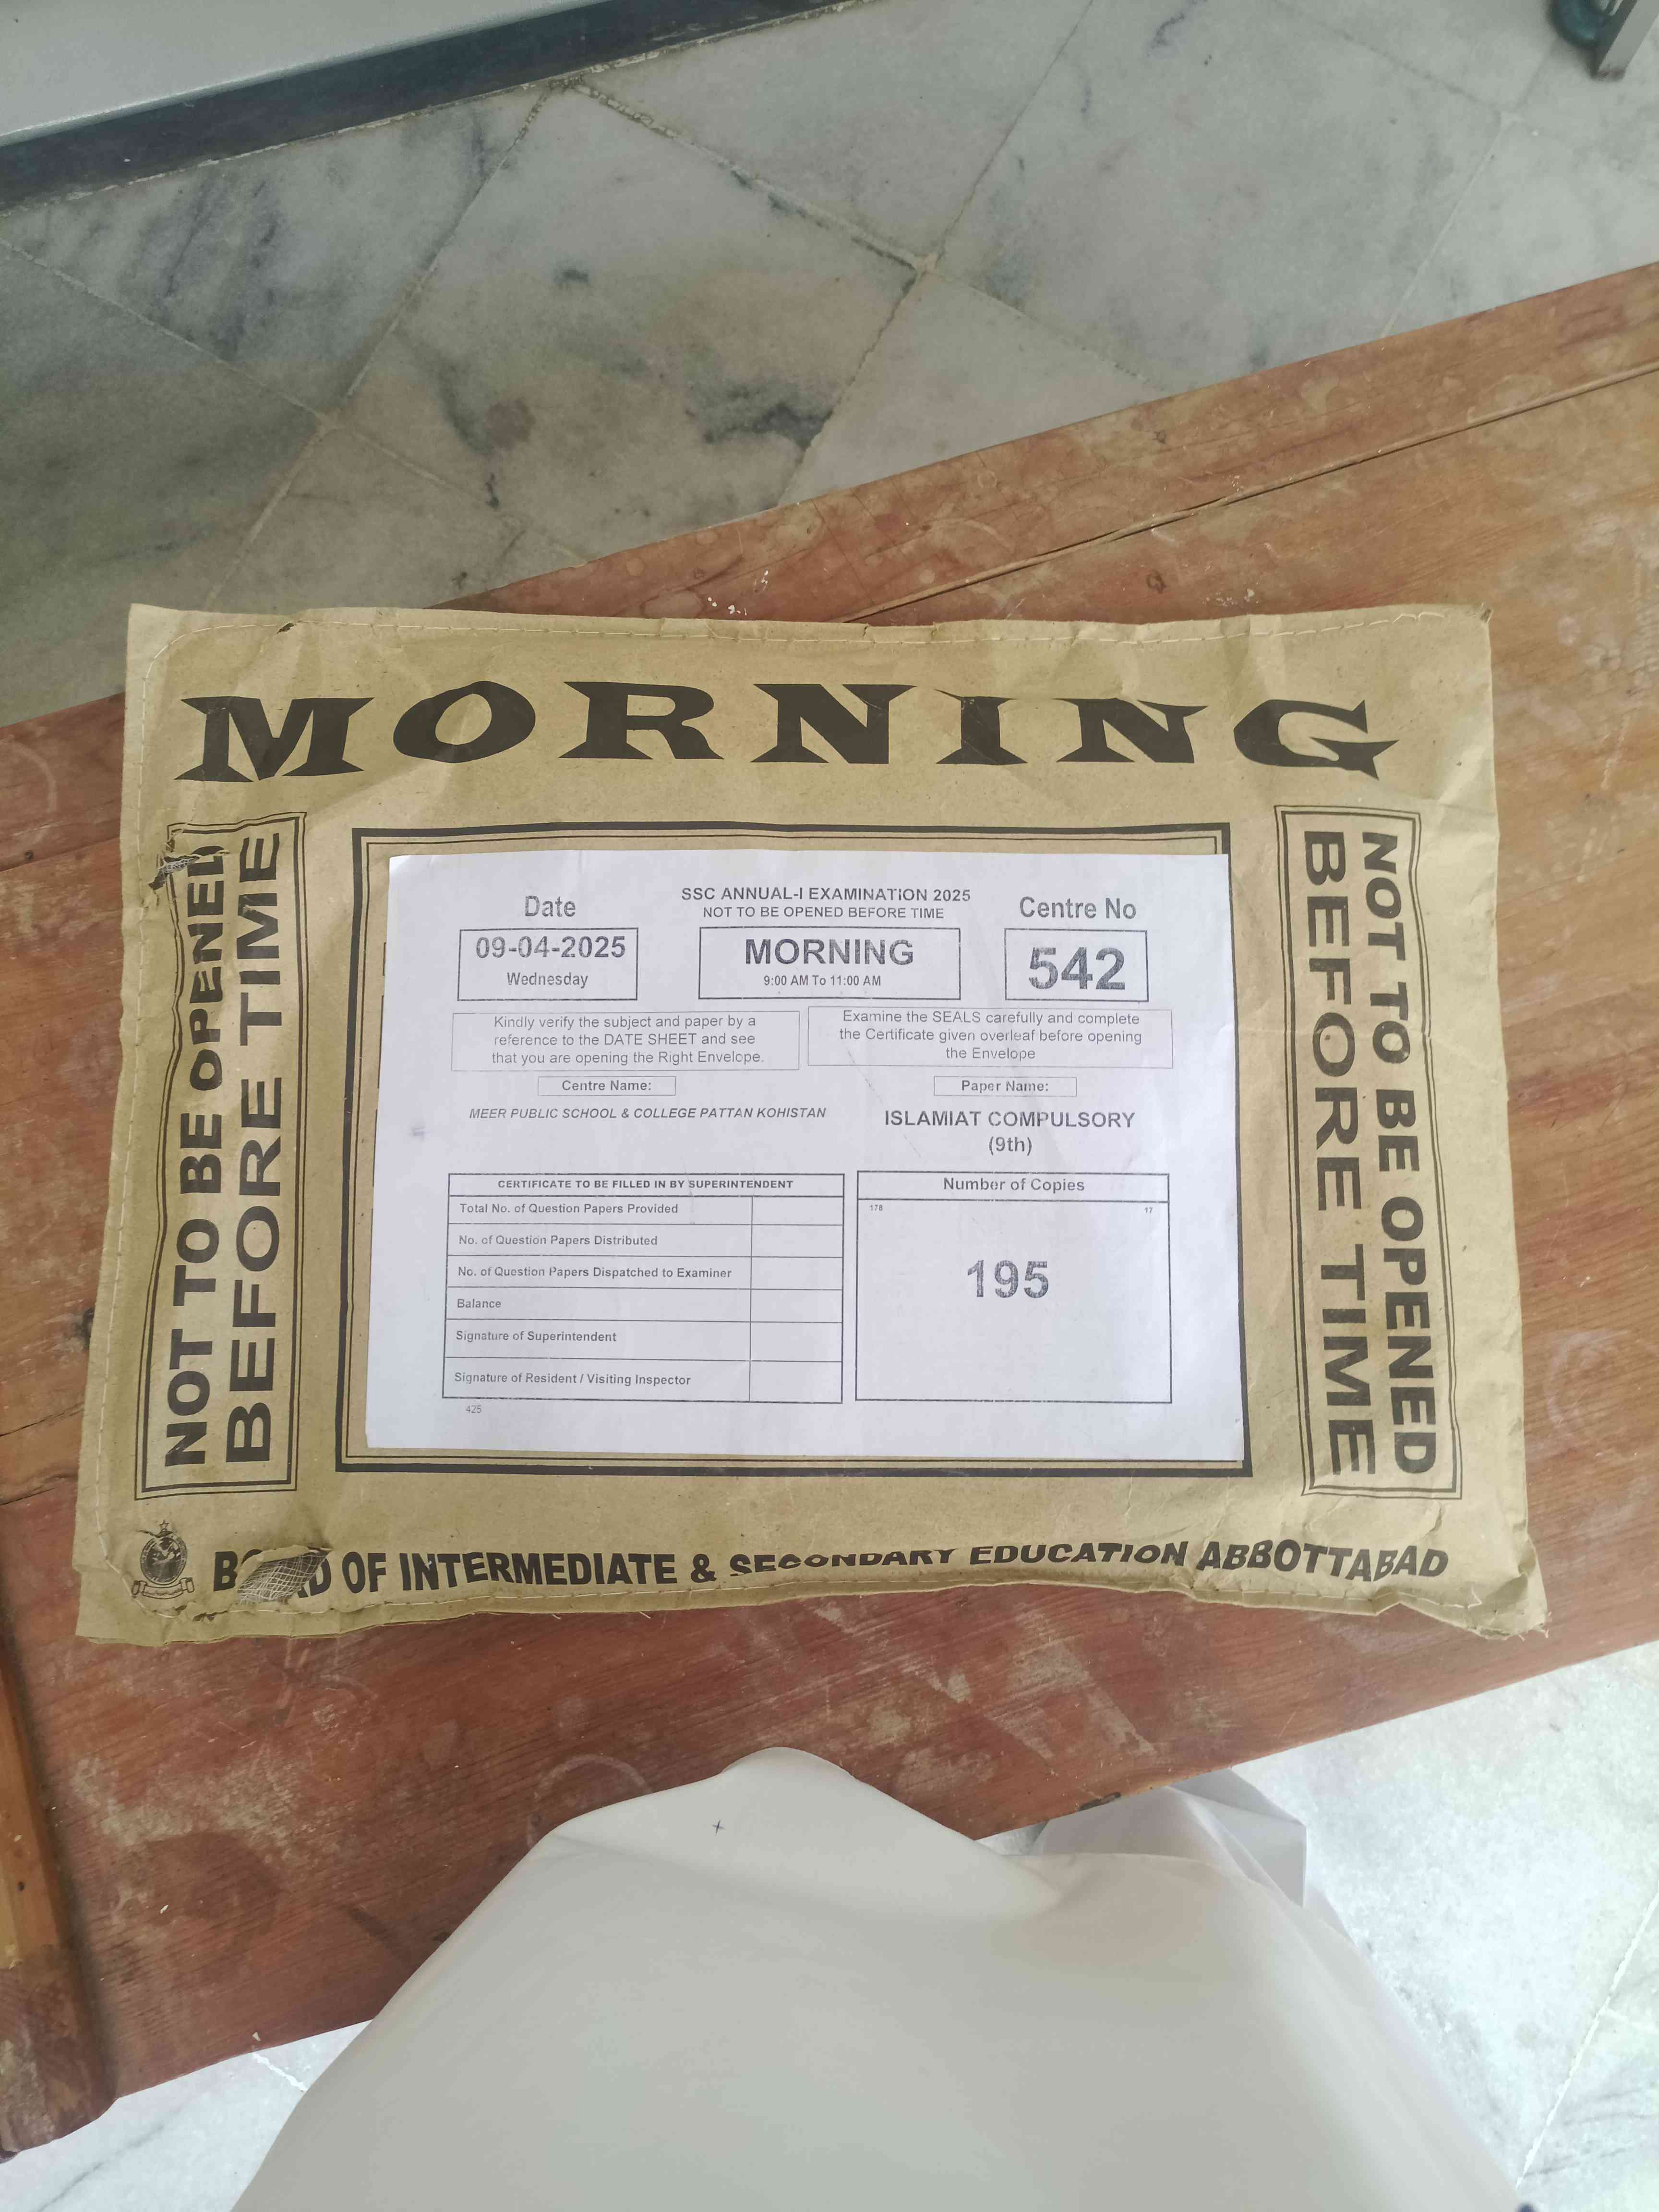 MORNING
NOT TO BE OPENED
BEFORE TIME
Date
09-04-2025
Wednesday
SSC ANNUAL-I EXAMINATION 2025
NOT TO BE OPENED BEFORE TIME
MORNING
9:00 AM To 11:00 AM
Centre No
542
Kindly verify the subject and paper by a
reference to the DATE SHEET and see
that you are opening the Right Envelope.
Examine the SEALS carefully and complete
the Certificate given overleaf before opening
the Envelope
Centre Name:
MEER PUBLIC SCHOOL & COLLEGE PATTAN KOHISTAN
Paper Name:
ISLAMIAT COMPULSORY
(9th)
CERTIFICATE TO BE FILLED IN BY SUPERINTENDENT
Total No. of Question Papers Provided
No. of Question Papers Distributed
No. of Question Papers Dispatched to Examiner
Balance
Signature of Superintendent
Signature of Resident / Visiting Inspector
425
Number of Copies
178 17
195
NOT TO BE OPENED
BEFORE TIME
OF INTERMEDIATE & SECONDARY EDUCATION ABBOTTABAD